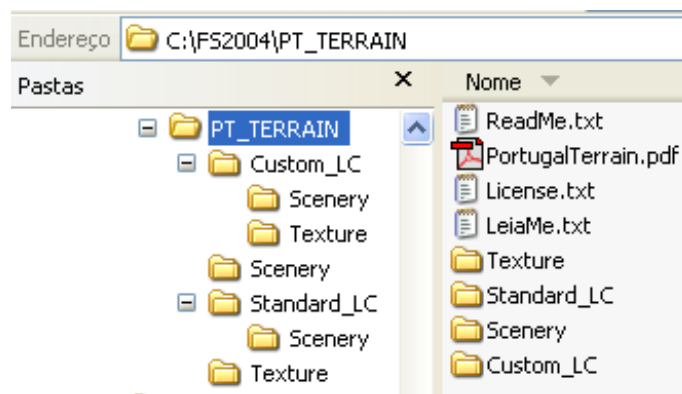 Endereço C:\FS2004\PT_TERRAIN
Pastas
PT_TERRAIN
Custom_LC
Scenery
Texture
Scenery
Standard_LC
Scenery
Texture
Nome
ReadMe.txt
PortugalTerrain.pdf
License.txt
LeiaMe.txt
Texture
Standard_LC
Scenery
Custom_LC